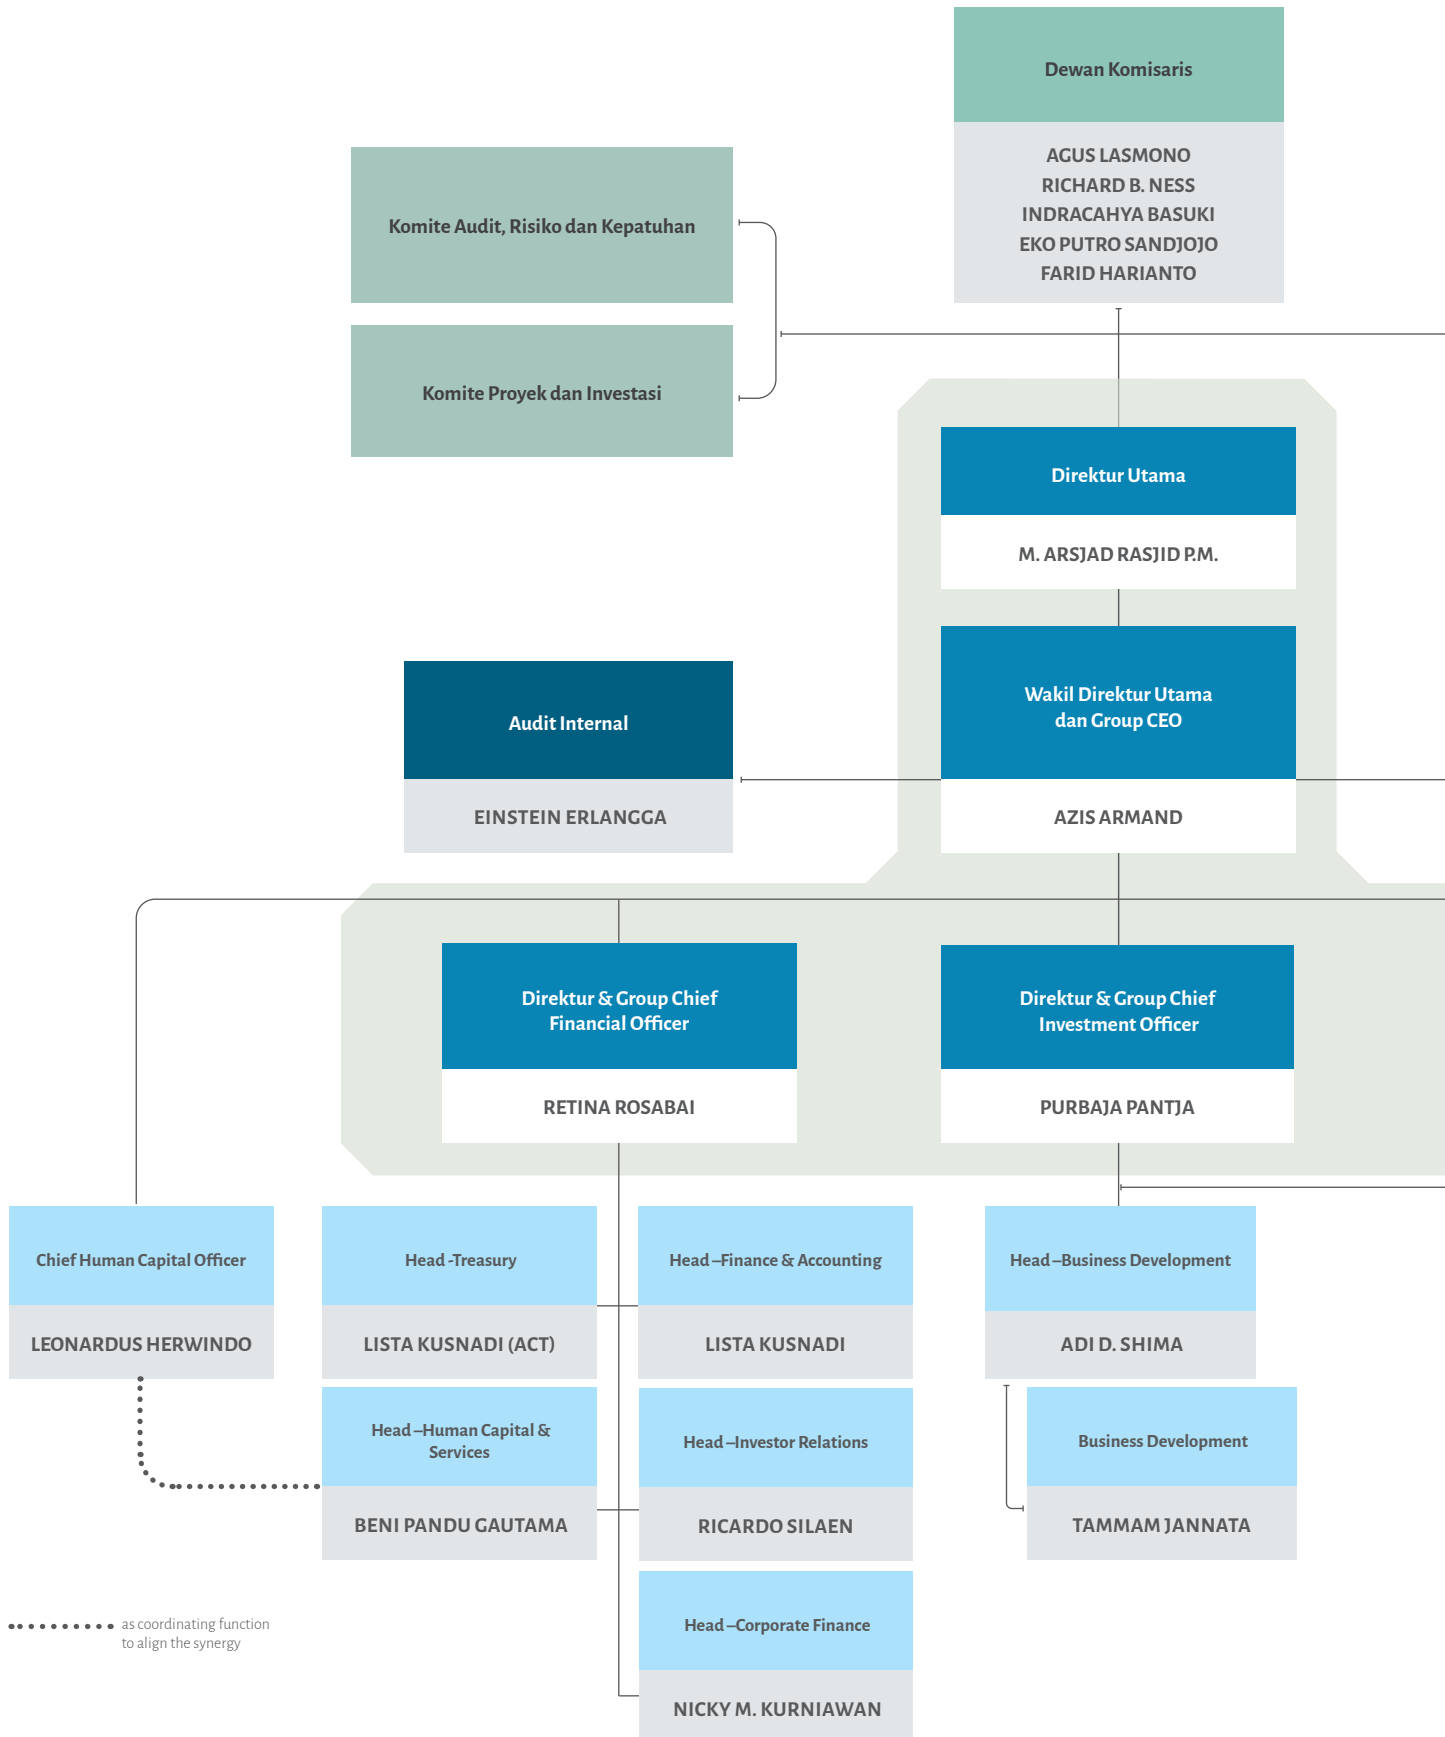 Dewan Komisaris
AGUS LASMONO
RICHARD B. NESS
INDRACAHYA BASUKI
EKO PUTRO SANDJOJO
FARID HARIANTO
Komite Audit, Risiko dan Kepatuhan
Komite Proyek dan Investasi
Direktur Utama
M. ARSJAD RASJID P.M.
Wakil Direktur Utama
dan Group CEO
AZIS ARMAND
Audit Internal
EINSTEIN ERLANGGA
Direktur & Group Chief
Financial Officer
RETINA ROSABAI
Direktur & Group Chief
Investment Officer
PURBAJA PANTJA
Chief Human Capital Officer
LEONARDUS HERWINDO
Head -Treasury
LISTA KUSNADI (ACT)
Head –Finance & Accounting
LISTA KUSNADI
Head –Business Development
ADI D. SHIMA
Head –Human Capital &
Services
BENI PANDU GAUTAMA
Head –Investor Relations
RICARDO SILAEN
Business Development
TAMMAM JANNATA
Head –Corporate Finance
NICKY M. KURNIAWAN
as coordinating function
to align the synergy